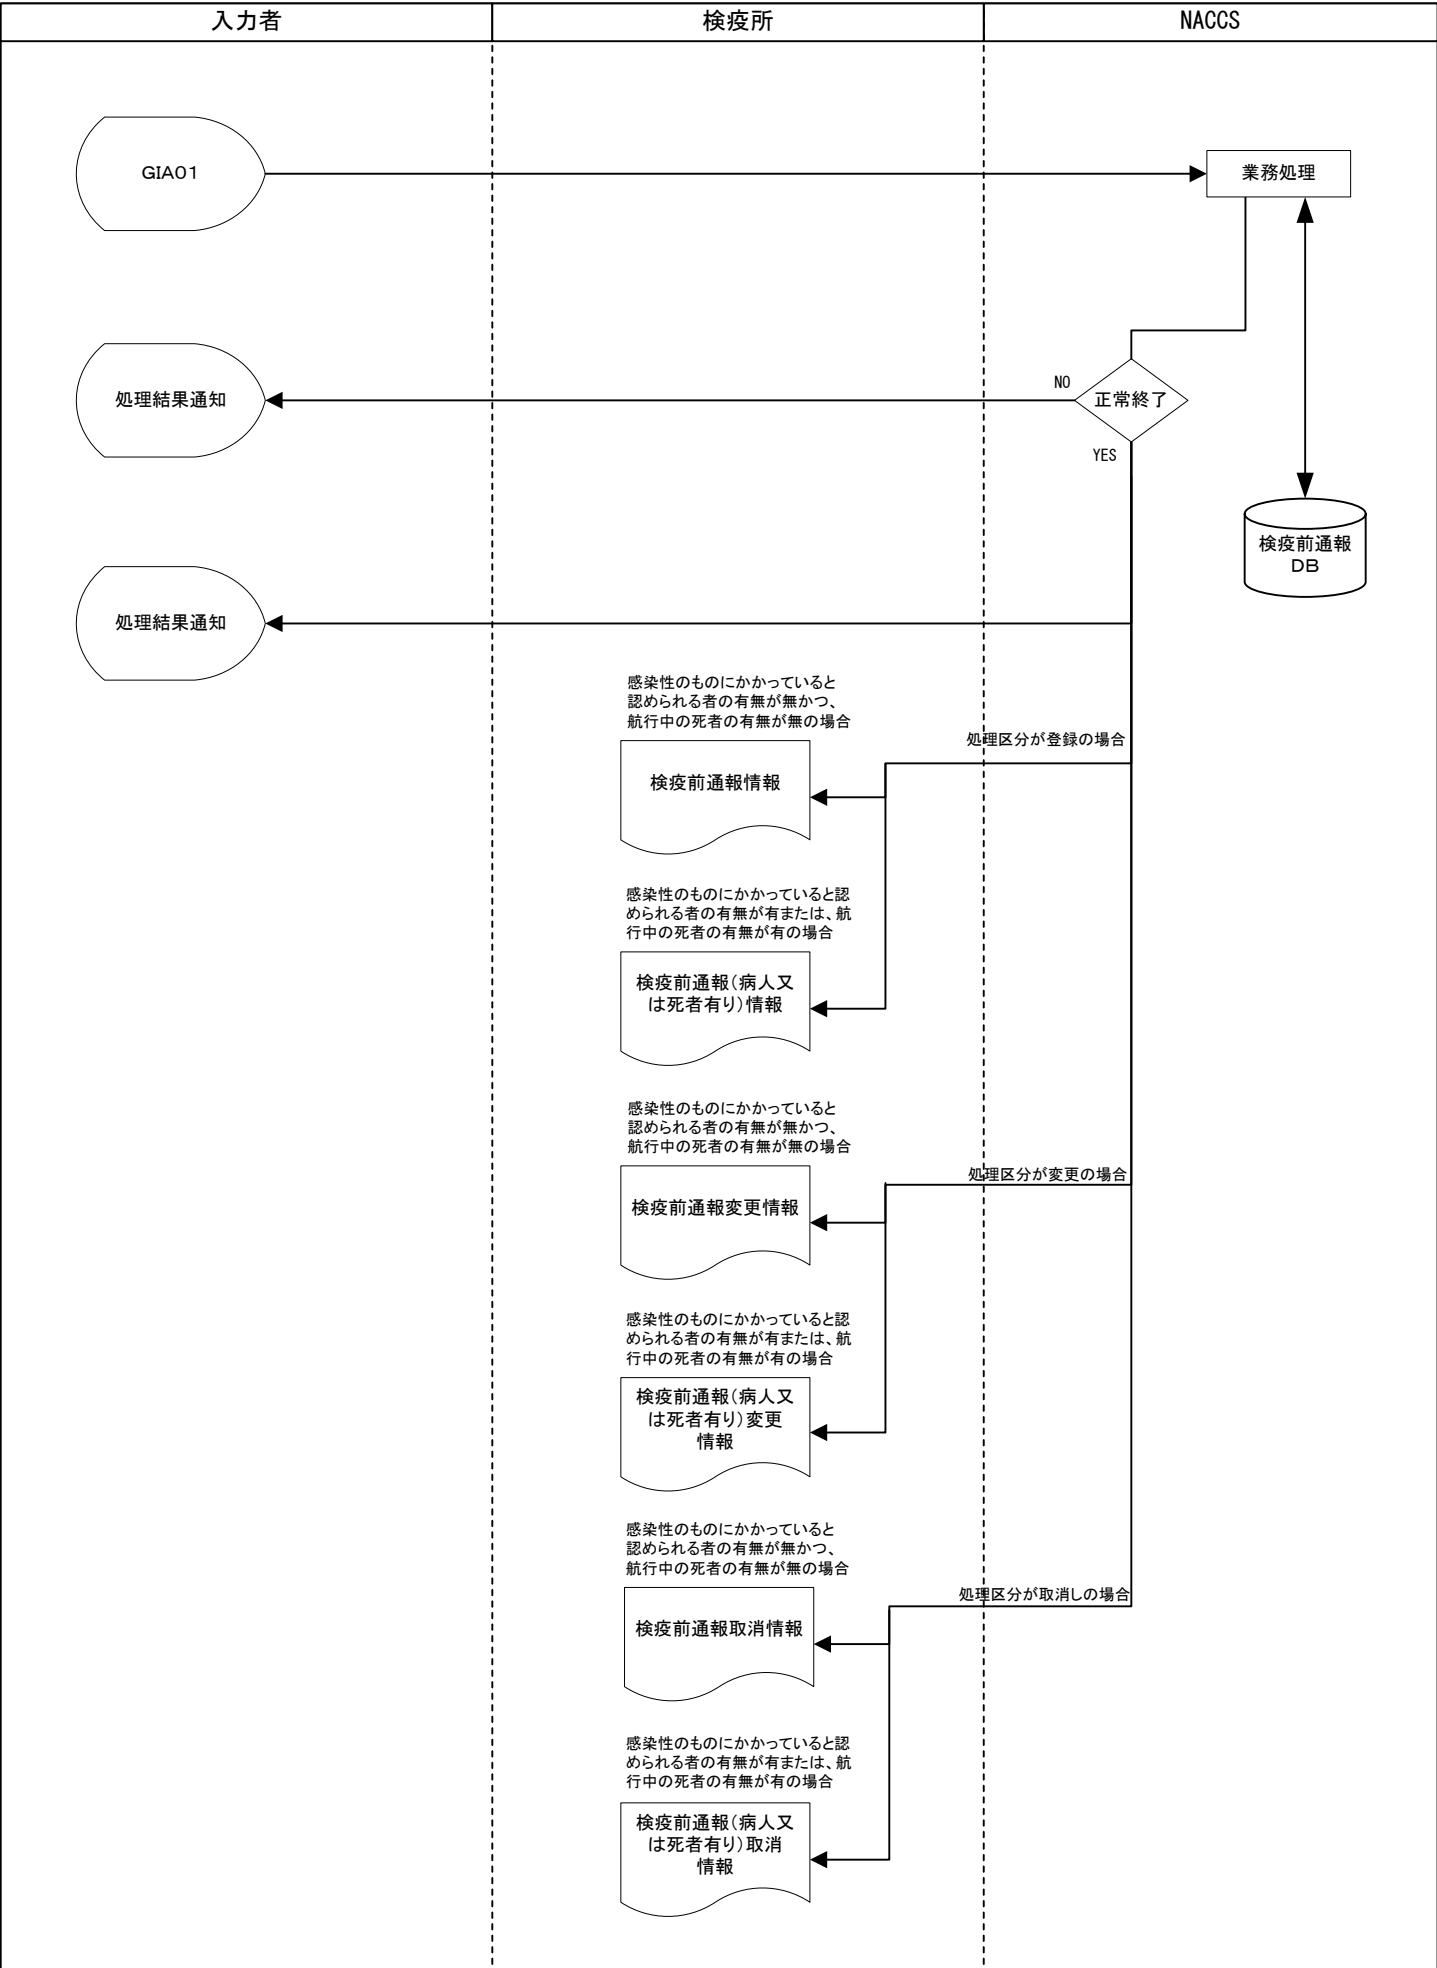 入力者
検疫所
NACCS
GIA01
業務処理
処理結果通知
NO
正常終了
YES
検疫前通報
DB
処理結果通知
感染性のものにかかっていると
認められる者の有無が無かつ、
航行中の死者の有無が無の場合
処理区分が登録の場合
検疫前通報情報
感染性のものにかかっていると認
められる者の有無が有または、航
行中の死者の有無が有の場合
検疫前通報(病人又
は死者有り)情報
感染性のものにかかっていると
認められる者の有無が無かつ、
航行中の死者の有無が無の場合
処理区分が変更の場合
検疫前通報変更情報
感染性のものにかかっていると認
められる者の有無が有または、航
行中の死者の有無が有の場合
検疫前通報(病人又
は死者有り)変更
情報
感染性のものにかかっていると
認められる者の有無が無かつ、
航行中の死者の有無が無の場合
処理区分が取消しの場合
検疫前通報取消情報
感染性のものにかかっていると認
められる者の有無が有または、航
行中の死者の有無が有の場合
検疫前通報(病人又
は死者有り)取消
情報